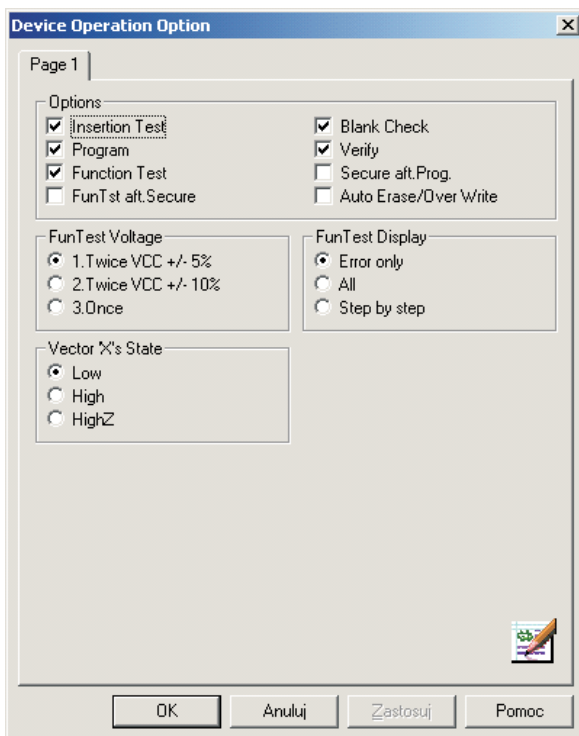 Device Operation Option
Page 1
Options
Insertion Test
Blank Check
Program
Verify
Function Test
Secure aft.Prog.
FunTst aft.Secure
Auto Erase/Over Write
FunTest Voltage
FunTest Display
1.Twice VCC +/- 5%
Error only
2.Twice VCC +/- 10%
All
3.Once
Step by step
Vector 'X's State
Low
High
HighZ
OK
Anuluj
Zastosuj
Pomoc